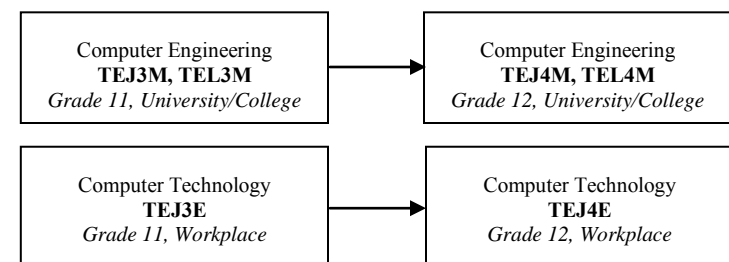 Computer Engineering
TEJ3M, TEL3M
Grade 11, University/College
Computer Engineering
TEJ4M, TEL4M
Grade 12, University/College
Computer Technology
TEJ3E
Grade 11, Workplace
Computer Technology
TEJ4E
Grade 12, Workplace